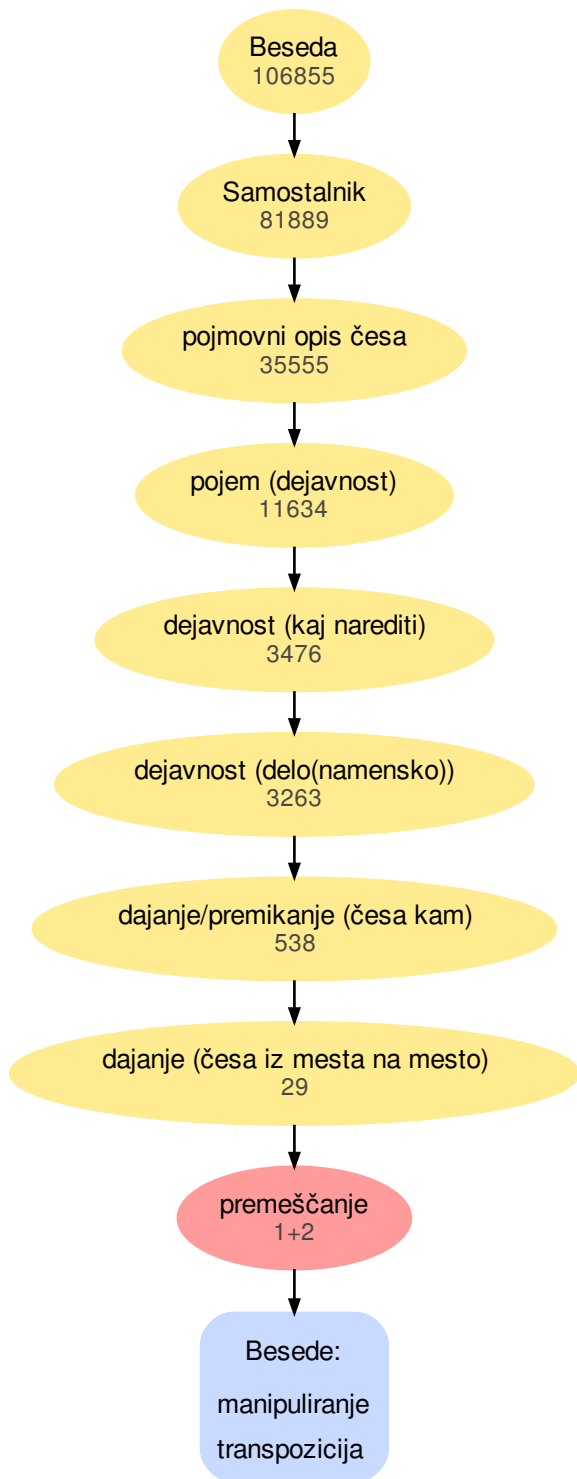 Beseda
106855
Samostalnik
81889
pojmovni opis česa
35555
pojem (dejavnost)
11634
dejavnost (kaj narediti)
3476
dejavnost (delo(namensko))
3263
dajanje/premikanje (česa kam)
538
dajanje (česa iz mesta na mesto)
29
premeščanje
1+2
Besede:
manipuliranje
transpozicija